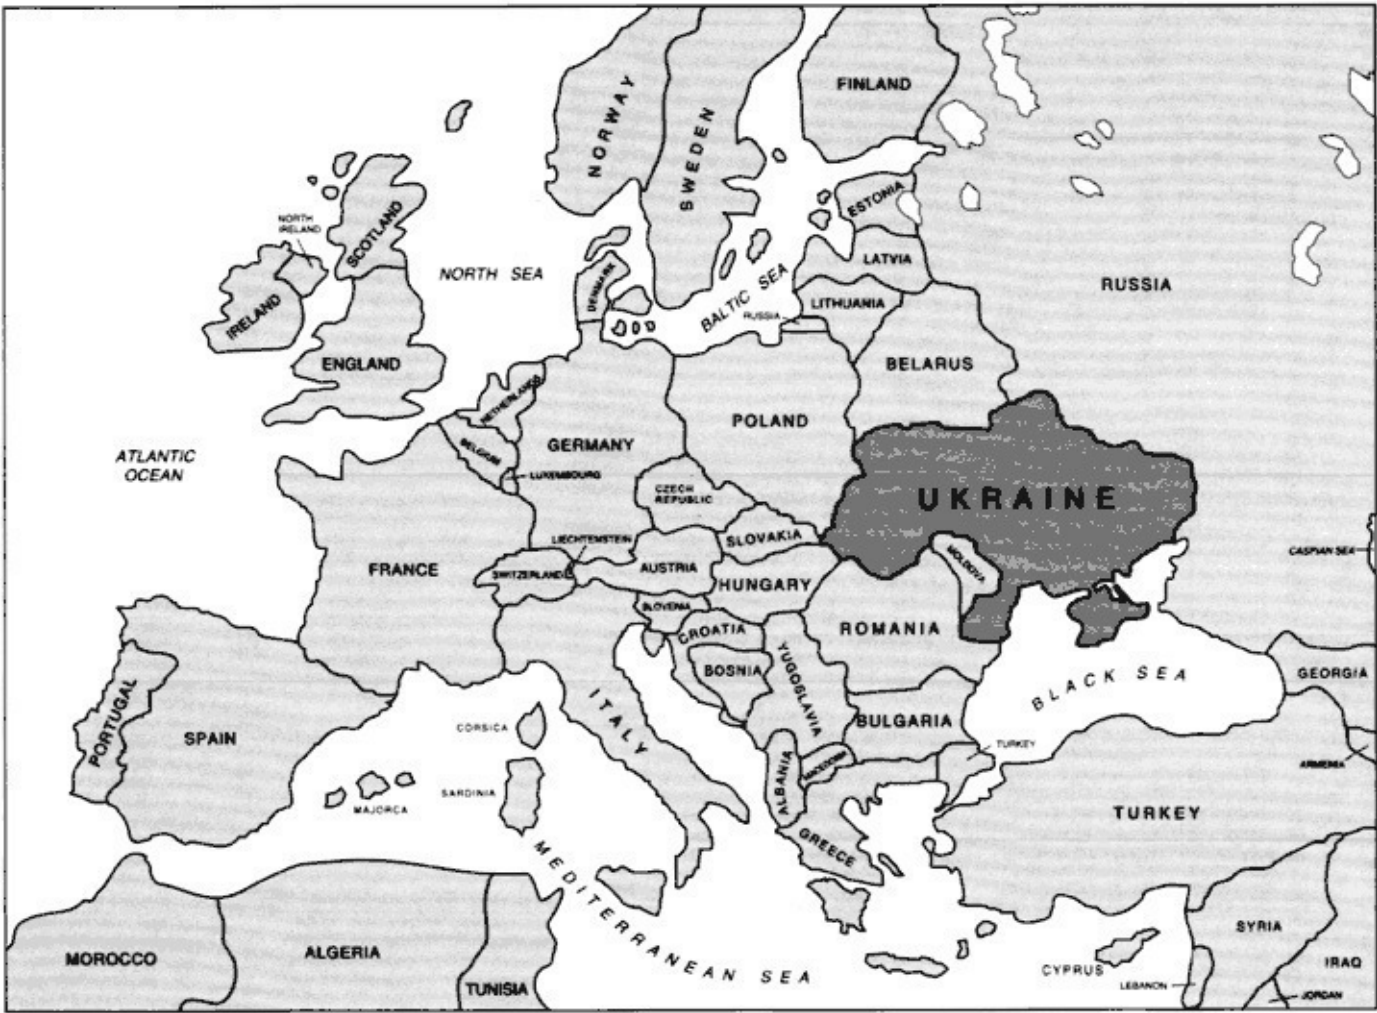 NORWAY
SWEDEN
FINLAND
ESTONIA
NORTH
IRELAND
SCOTLAND
NORTH SEA
DENMARK
BALTIC SEA
LATVIA
RUSSIA
LITHUANIA
RUSSIA
IRELAND
ENGLAND
BELARUS
NETHERLANDS
POLAND
ATLANTIC
OCEAN
BELGIUM
GERMANY
LUXEMBOURG
CZECH
REPUBLIC
UKRAINE
LIECHTENSTEIN
SLOVAKIA
CASPIAN SEA
FRANCE
SWITZERLAND
AUSTRIA
HUNGARY
MOLDOVA
SLOVENIA
CROATIA
ROMANIA
BOSNIA
YUGOSLAVIA
BLACK SEA
GEORGIA
PORTUGAL
SPAIN
CORSICA
ITALY
BULGARIA
TURKEY
ARMENIA
SARDINIA
MAJORCA
ALBANIA
MACEDONIA
TURKEY
GREECE
MEDITERRANEAN SEA
MOROCCO
ALGERIA
TUNISIA
CYPRUS
SYRIA
IRAQ
LEBANON
JORDAN